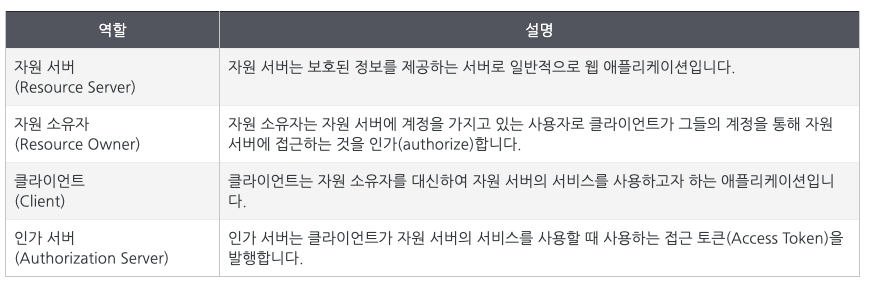 역할
설명
자원 서버
(Resource Server)
자원 서버는 보호된 정보를 제공하는 서버로 일반적으로 웹 애플리케이션입니다.
자원 소유자
(Resource Owner)
자원 소유자는 자원 서버에 계정을 가지고 있는 사용자로 클라이언트가 그들의 계정을 통해 자원
서버에 접근하는 것을 인가(authorize)합니다.
클라이언트
(Client)
클라이언트는 자원 소유자를 대신하여 자원 서버의 서비스를 사용하고자 하는 애플리케이션입니
다.
인가 서버
(Authorization Server)
인가 서버는 클라이언트가 자원 서버의 서비스를 사용할 때 사용하는 접근 토큰(Access Token)을
발행합니다.